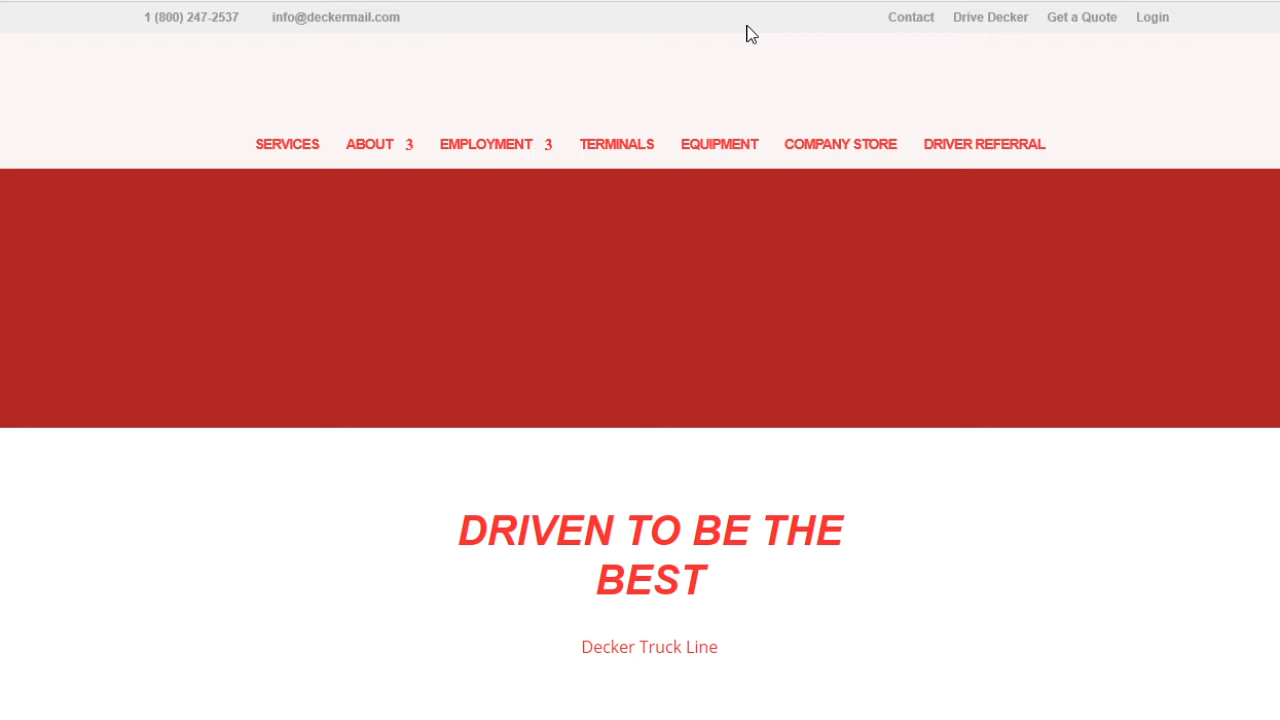 1 (800) 247-2537 info@deckermail.com Contact Drive Decker Get a Quote Login
SERVICES ABOUT 3 EMPLOYMENT 3 TERMINALS EQUIPMENT COMPANY STORE DRIVER REFERRAL
DRIVEN TO BE THE
BEST
Decker Truck Line